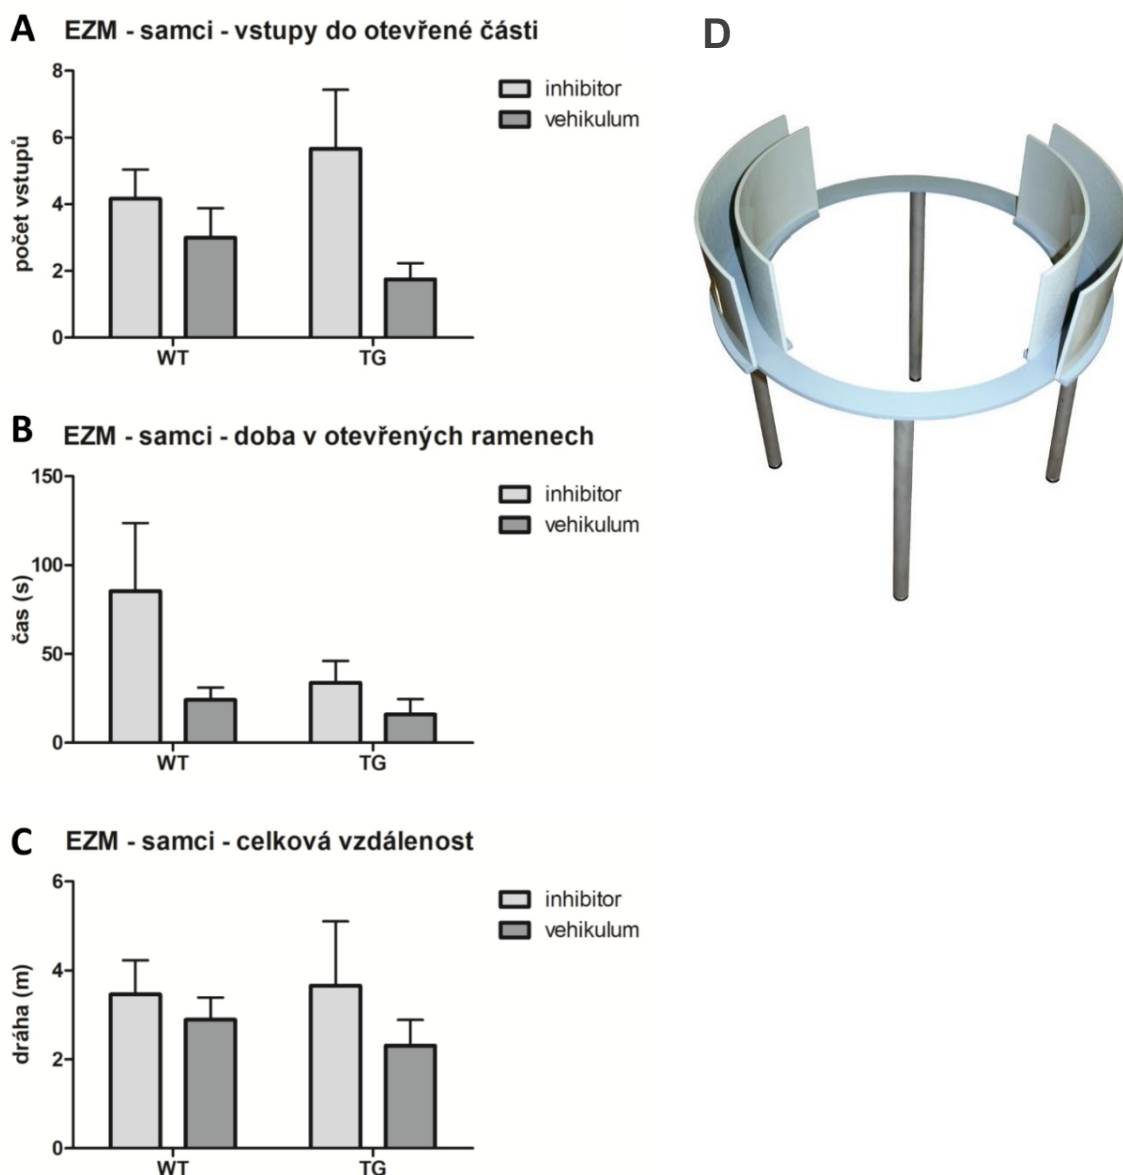 A EZM - samci - vstupy do otevřené části
8
6
4
2
0
počet vstupů
inhibitor
vehikulum
WT TG
B EZM - samci - doba v otevřených ramenech
150
100
50
0
čas (s)
inhibitor
vehikulum
WT TG
C EZM - samci - celková vzdálenost
6
4
2
0
dráha (m)
inhibitor
vehikulum
WT TG
D